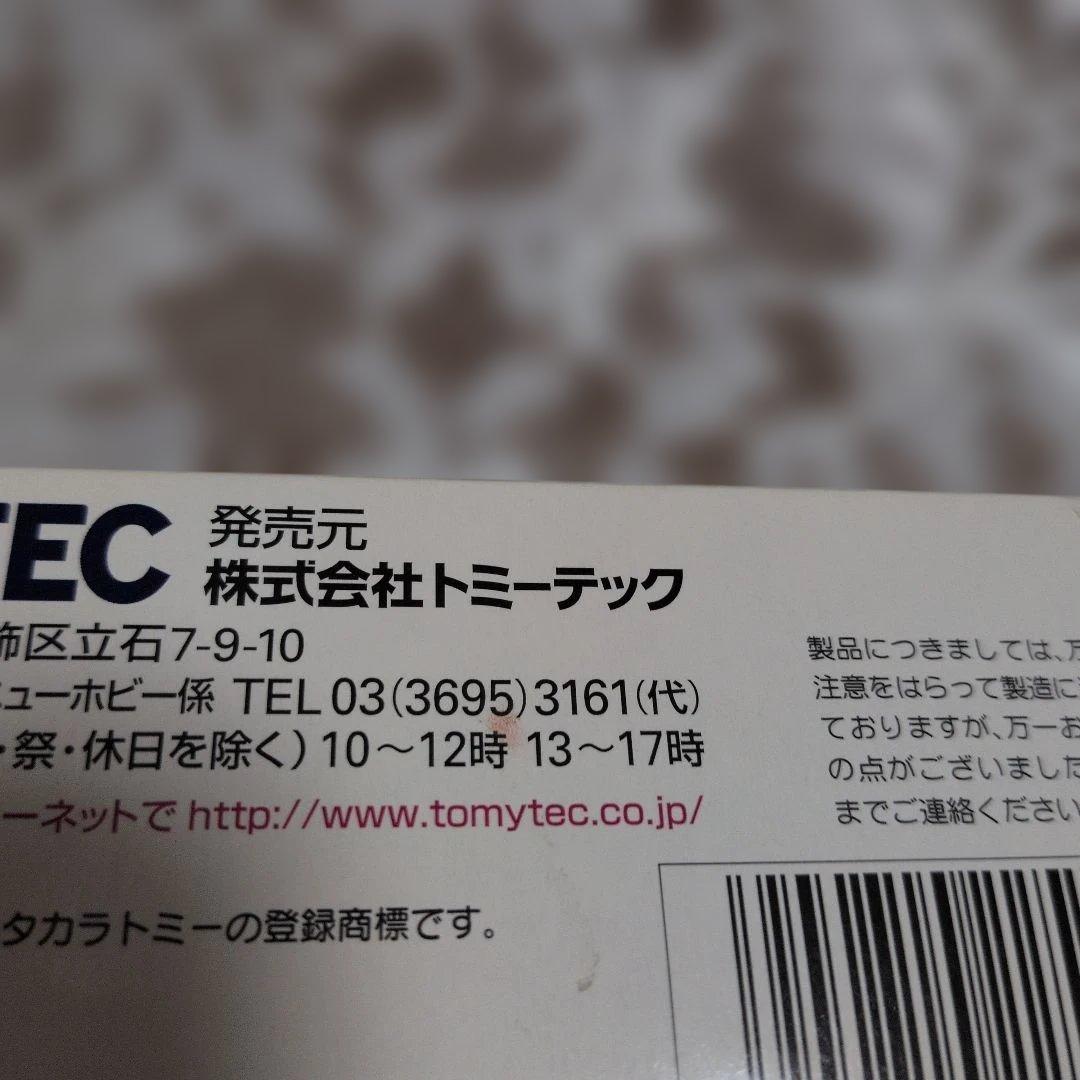 TEC
発売元
株式会社トミーテック
飾区立石7-9-10
ニューホビー係 TEL 03(3695)3161(代)
・祭・休日を除く) 10〜12時 13〜17時
ーネットで http://www.tomytec.co.jp/
タカラトミーの登録商標です。
製品につきましては、万
注意をはらって製造に
ておりますが、万一お
の点がございました
までご連絡ください